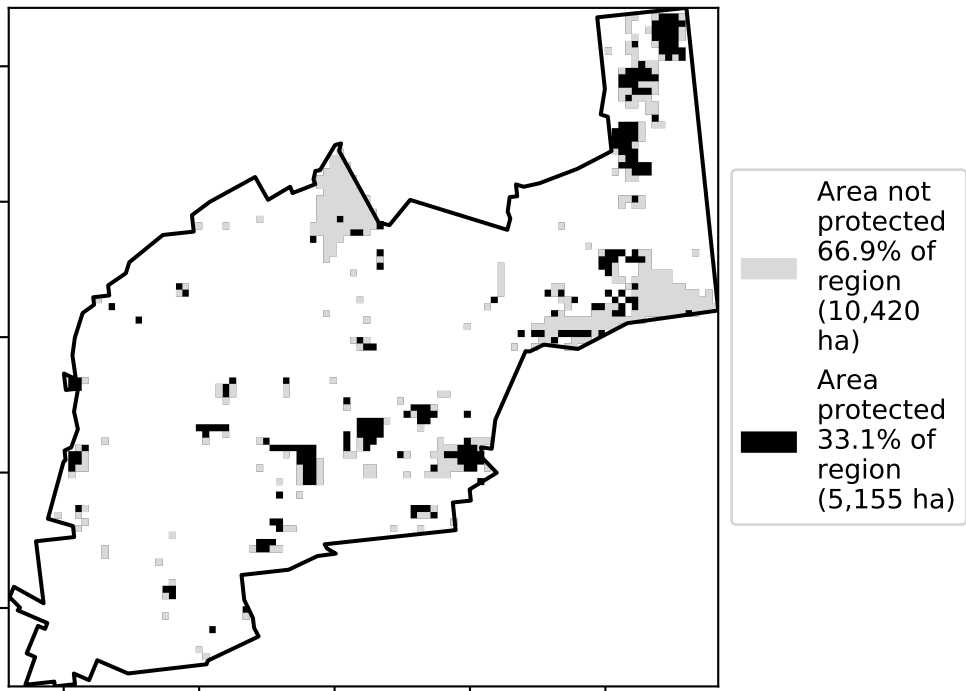 Area not
protected
66.9% of
region
(10,420
ha)
Area
protected
33.1% of
region
(5,155 ha)